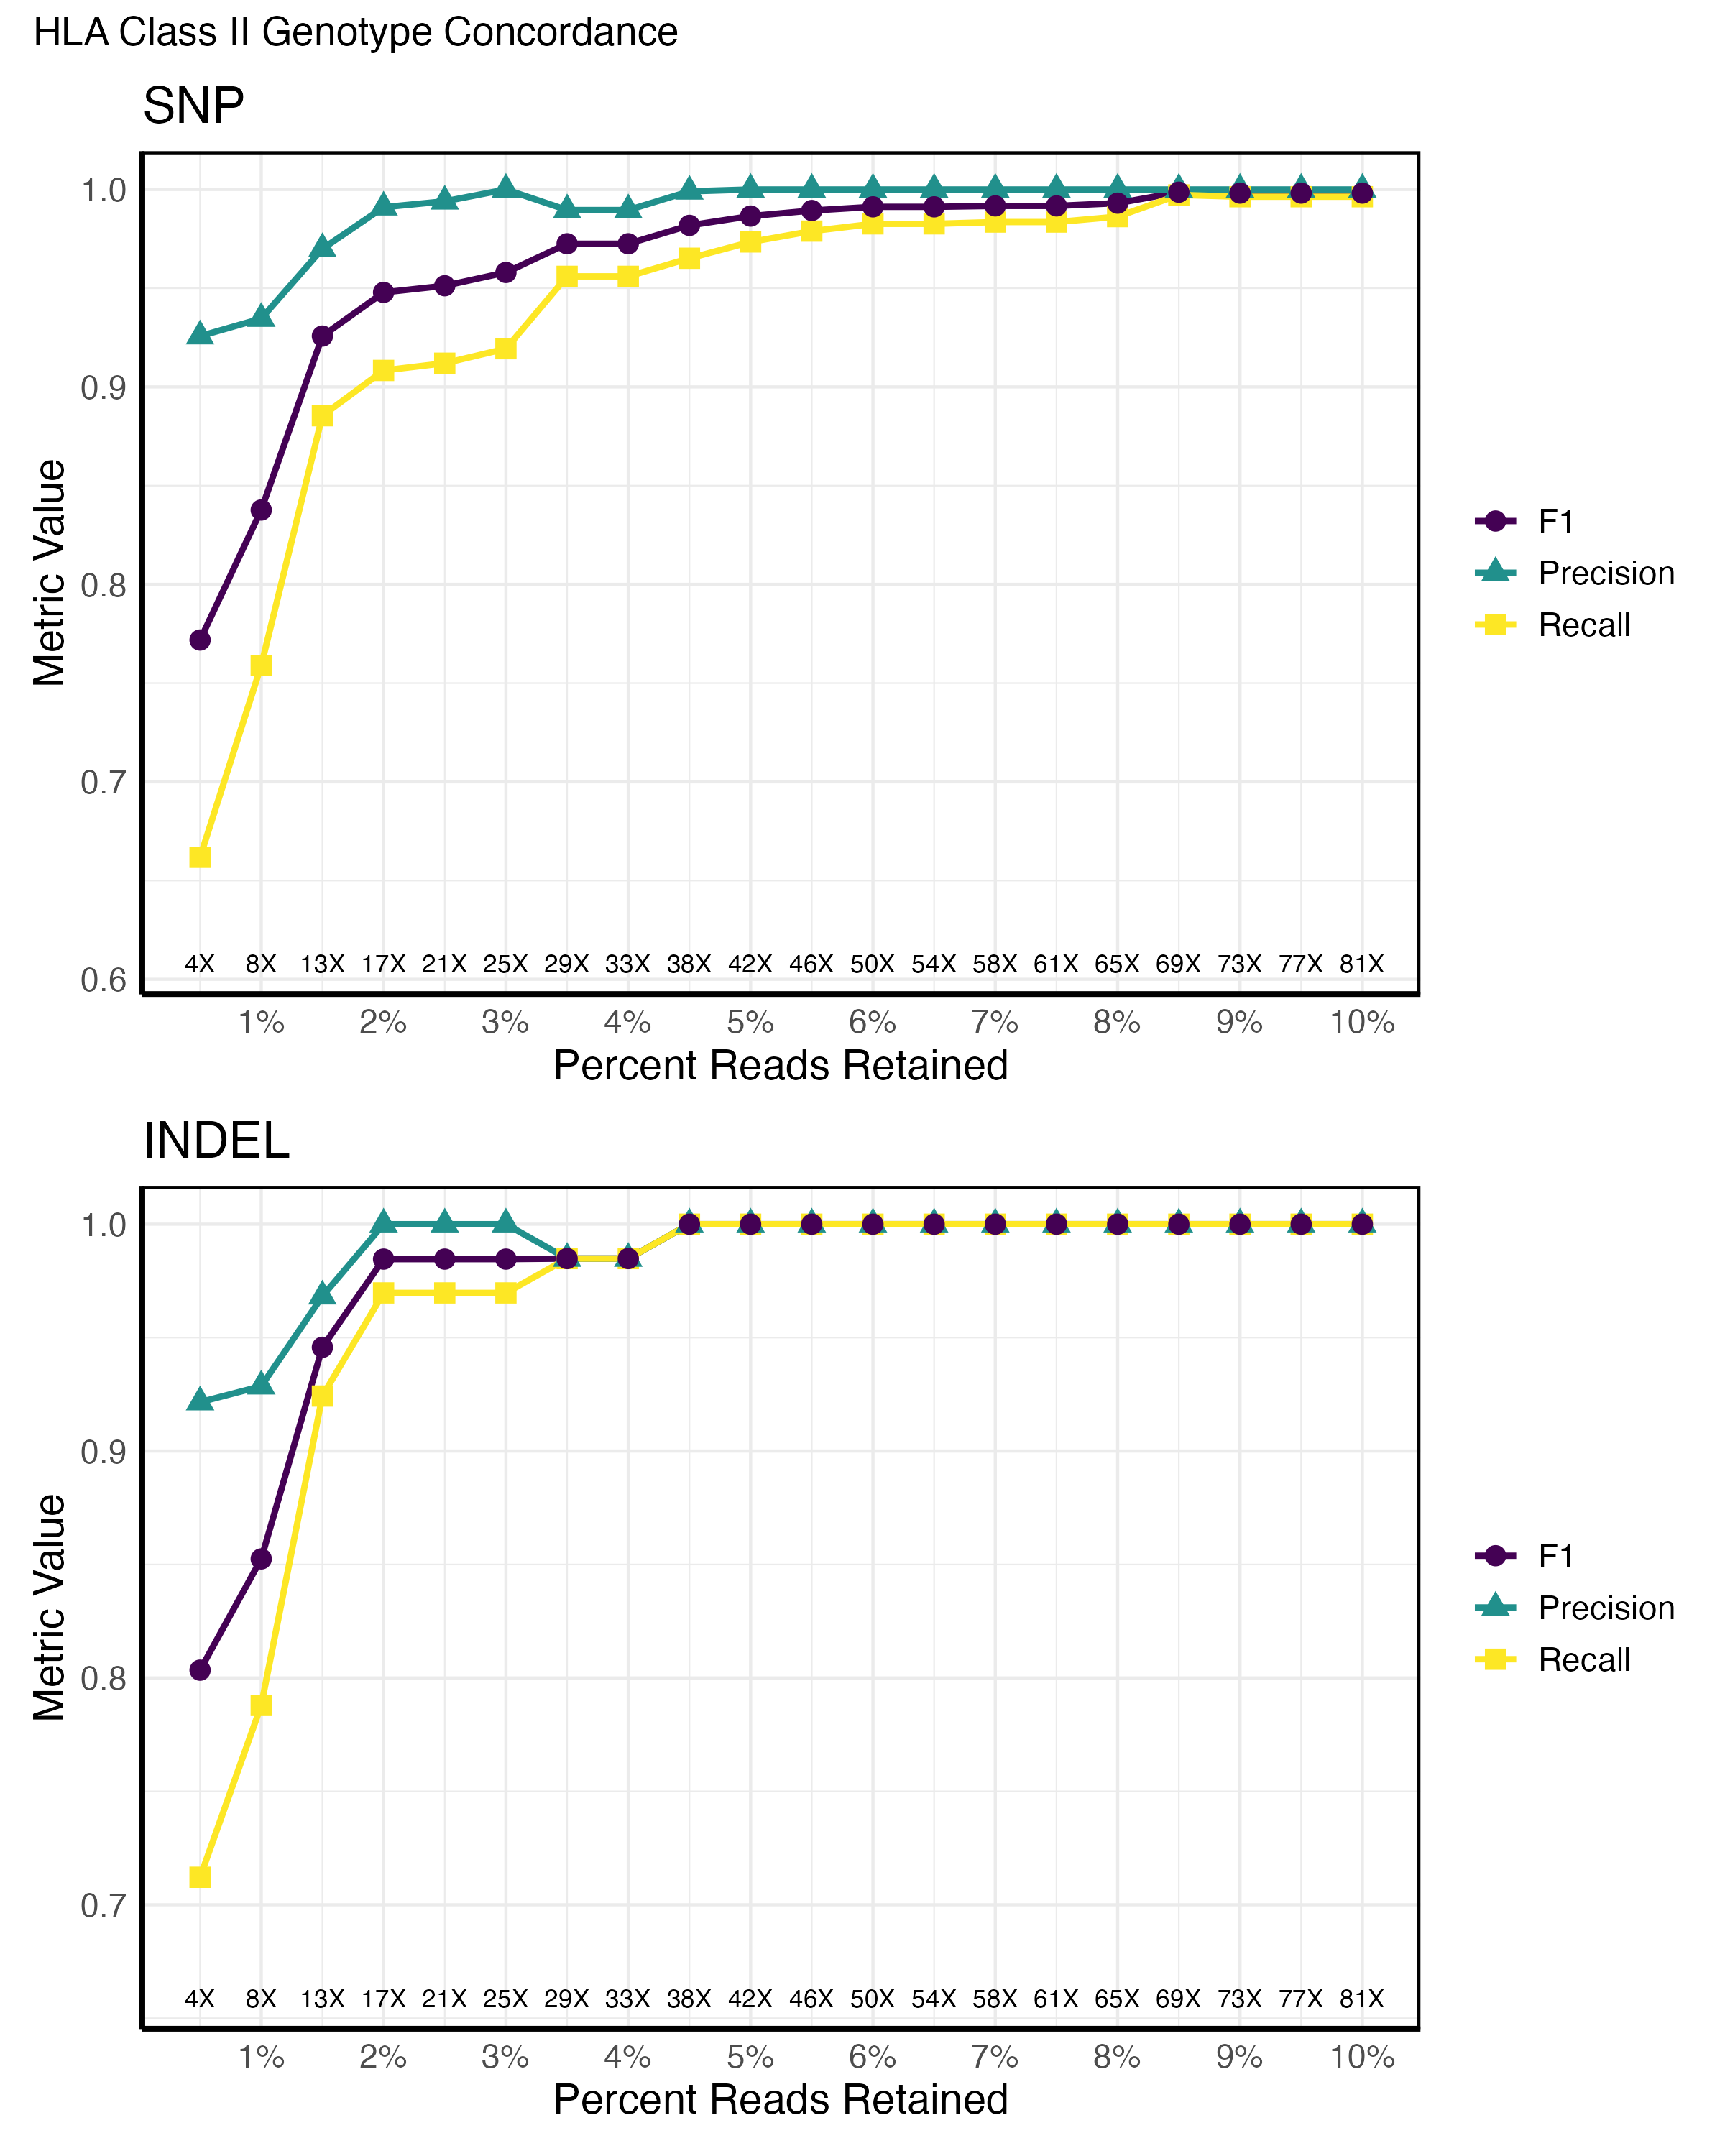 HLA Class II Genotype Concordance
SNP
1.0
0.9
0.8
0.7
0.6
Metric Value
4X 8X 13X 17X 21X 25X 29X 33X 38X 42X 46X 50X 54X 58X 61X 65X 69X 73X 77X 81X
1% 2% 3% 4% 5% 6% 7% 8% 9% 10%
Percent Reads Retained
F1
Precision
Recall
INDEL
1.0
0.9
0.8
0.7
Metric Value
4X 8X 13X 17X 21X 25X 29X 33X 38X 42X 46X 50X 54X 58X 61X 65X 69X 73X 77X 81X
1% 2% 3% 4% 5% 6% 7% 8% 9% 10%
Percent Reads Retained
F1
Precision
Recall